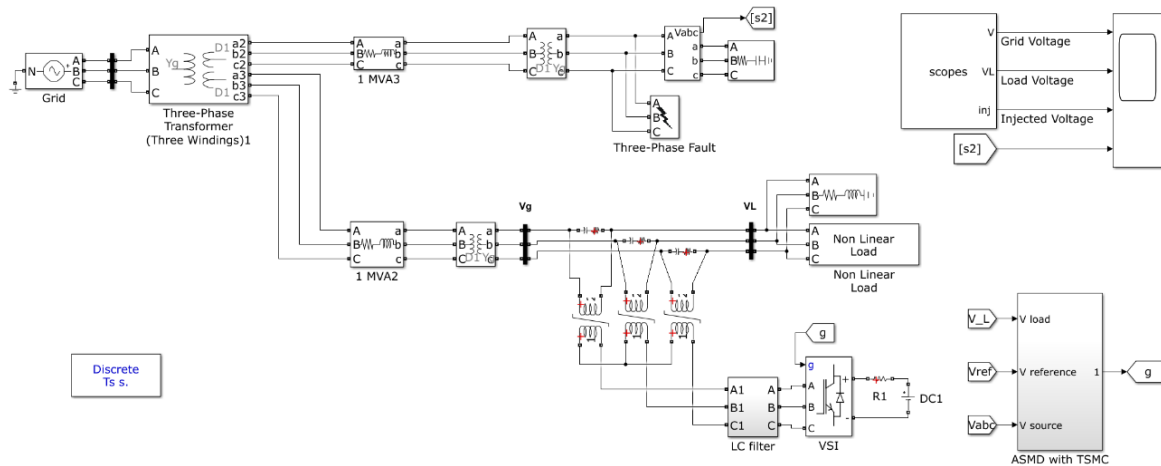 [s2]
N
A
B
C
Grid
A
B
C
Yg
D1
D1
a2
b2
c2
a3
b3
c3
Three-Phase
Transformer
(Three Windings)1
A
B
C
a
b
c
1 MVA3
A
B
C
D1
a
b
c
A
B
C
Vabc
a
b
c
A
B
C
A
B
C
Three-Phase Fault
scopes
V
VL
inj
Grid Voltage
Load Voltage
Injected Voltage
[s2]
A
B
C
a
b
c
1 MVA2
A
B
C
D1
a
b
c
Vg
VL
A
B
C
A
B
C
Non Linear
Load
Non Linear
Load
Discrete
Ts s.
g
A1
B1
C1
A
B
C
LC filter
g
A
B
C
+
-
VSI
R1
DC1
V_L
Vref
Vabc
V load
V reference
V source
1
g
ASMD with TSMC